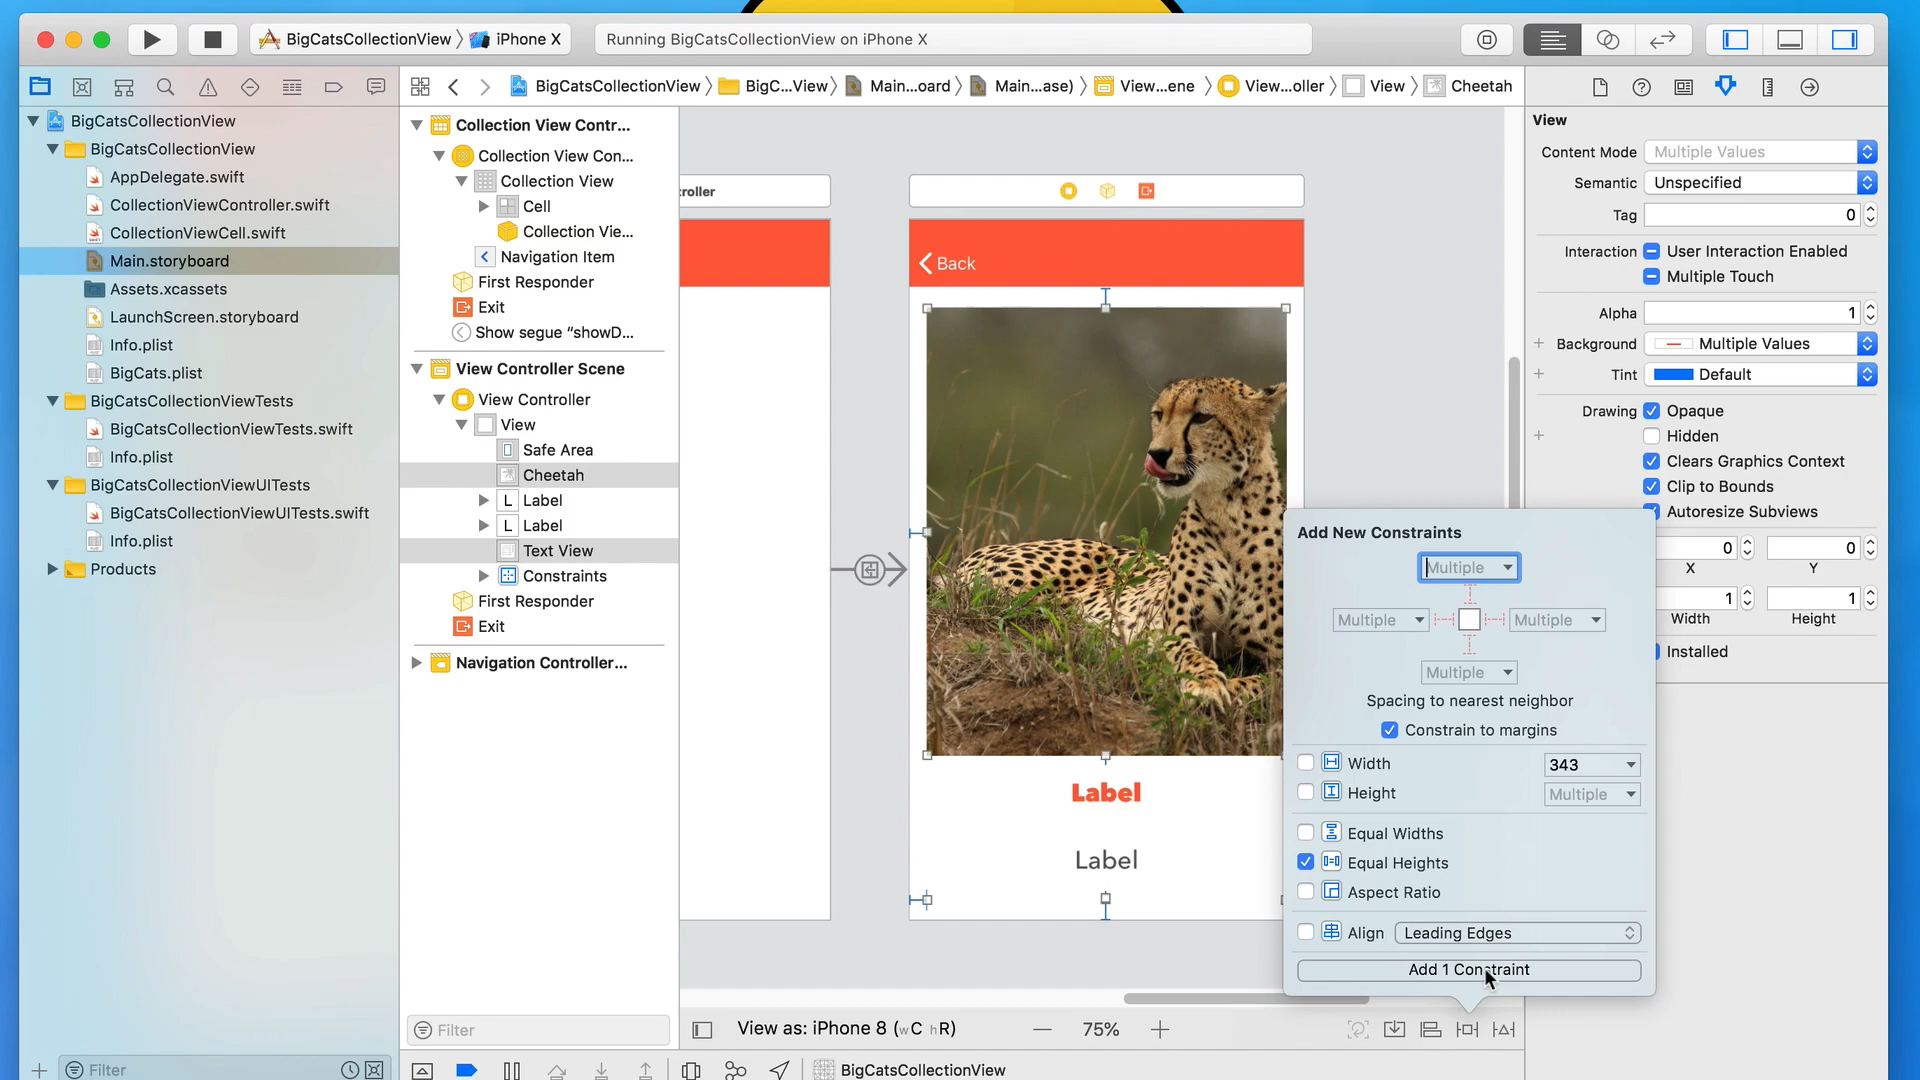 BigCatsCollectionView
iPhone X
Running BigCatsCollectionView on iPhone X
BigCatsCollectionView
BigC...View
Main...oard
Main...ase)
View...ene
View...oller
View
Cheetah
BigCatsCollectionView
BigCatsCollectionView
AppDelegate.swift
CollectionViewController.swift
CollectionViewCell.swift
Main.storyboard
Assets.xcassets
LaunchScreen.storyboard
Info.plist
BigCats.plist
BigCatsCollectionViewTests
BigCatsCollectionViewTests.swift
Info.plist
BigCatsCollectionViewUITests
BigCatsCollectionViewUITests.swift
Info.plist
Products
Filter
Collection View Contr...
Collection View Con...
Collection View
Cell
Collection Vie...
Navigation Item
First Responder
Exit
Show segue “showD...
View Controller Scene
View Controller
View
Safe Area
Cheetah
L Label
L Label
Text View
Constraints
First Responder
Exit
Navigation Controller...
Filter
troller
Back
Label
Label
View as: iPhone 8 (wC hR)
75%
BigCatsCollectionView
Add New Constraints
Multiple
Multiple
Multiple
Multiple
Spacing to nearest neighbor
Constrain to margins
Width 343
Height Multiple
Equal Widths
Equal Heights
Aspect Ratio
Align Leading Edges
Add 1 Constraint
View
Content Mode Multiple Values
Semantic Unspecified
Tag 0
Interaction User Interaction Enabled
Multiple Touch
Alpha 1
Background Multiple Values
Tint Default
Drawing Opaque
Hidden
Clears Graphics Context
Clip to Bounds
Autoresize Subviews
0 0
X Y
1 1
Width Height
Installed